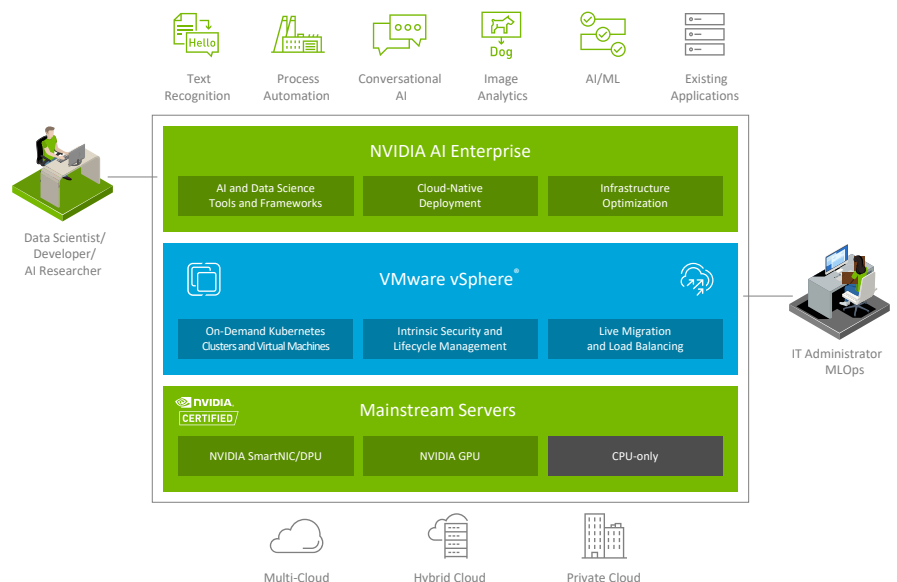 Hello
Dog
Text
Recognition
Process
Automation
Conversational
AI
Image
Analytics
AI/ML
Existing
Applications
NVIDIA AI Enterprise
AI and Data Science
Tools and Frameworks
Cloud-Native
Deployment
Infrastructure
Optimization
Data Scientist/
Developer/
AI Researcher
VMware vSphere®
On-Demand Kubernetes
Clusters and Virtual Machines
Intrinsic Security and
Lifecycle Management
Live Migration
and Load Balancing
IT Administrator
MLOps
NVIDIA.
CERTIFIED
Mainstream Servers
NVIDIA SmartNIC/DPU
NVIDIA GPU
CPU-only
Multi-Cloud
Hybrid Cloud
Private Cloud